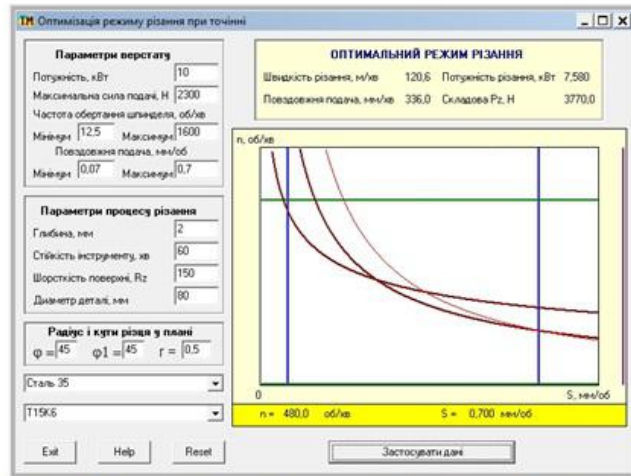 TM Оптимізація режиму різання при точінні
Параметри верстату
Потужність, кВт 10
Максимальна сила подачі, Н 2300
Частота обертання шпинделя, об/хв
Мінімум 12,5 Максимум 1600
Повздовжня подача, мм/об
Мінімум 0,07 Максимум 0,7
Параметри процесу різання
Глибина, мм 2
Стійкість інструменту, хв 60
Шорсткість поверхні, Rz 150
Диаметр деталі, мм 80
Радіус і кути різця у плані
φ = 45 φ1 = 45 r = 0,5
Сталь 35
Т15К6
Exit Help Reset
ОПТИМАЛЬНИЙ РЕЖИМ РІЗАННЯ
Швидкість різання, м/хв 120,6 Потужність різання, кВт 7,580
Повздовжня подача, мм/хв 336,0 Складова Pz, Н 3770,0
n, об/хв
0 S, мм/об
n = 480,0 об/хв S = 0,700 мм/об
Застосувати дані